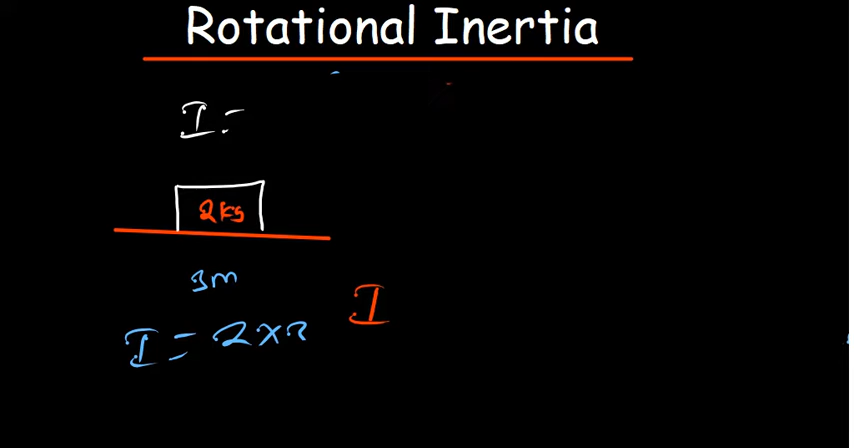 Rotational Inertia
I =
2kg
3m
I = 2 x 3
I